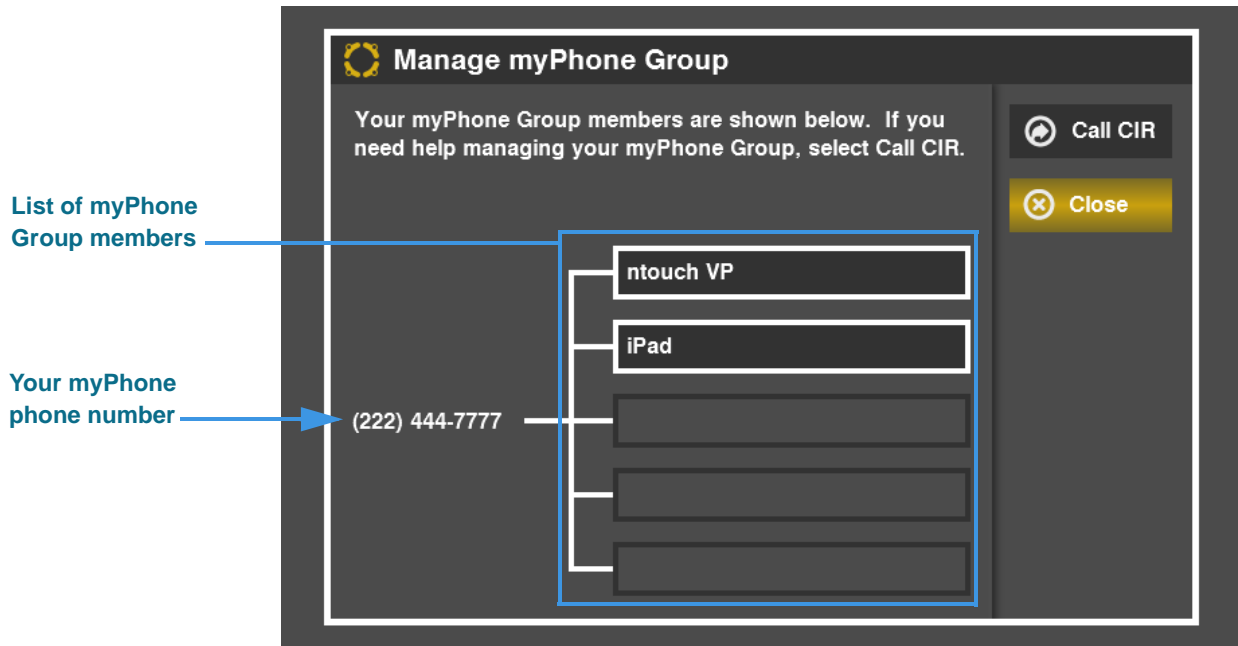 Manage myPhone Group
Your myPhone Group members are shown below.  If you
need help managing your myPhone Group, select Call CIR.
Call CIR
Close
List of myPhone
Group members
ntouch VP
iPad
Your myPhone
phone number
(222) 444-7777